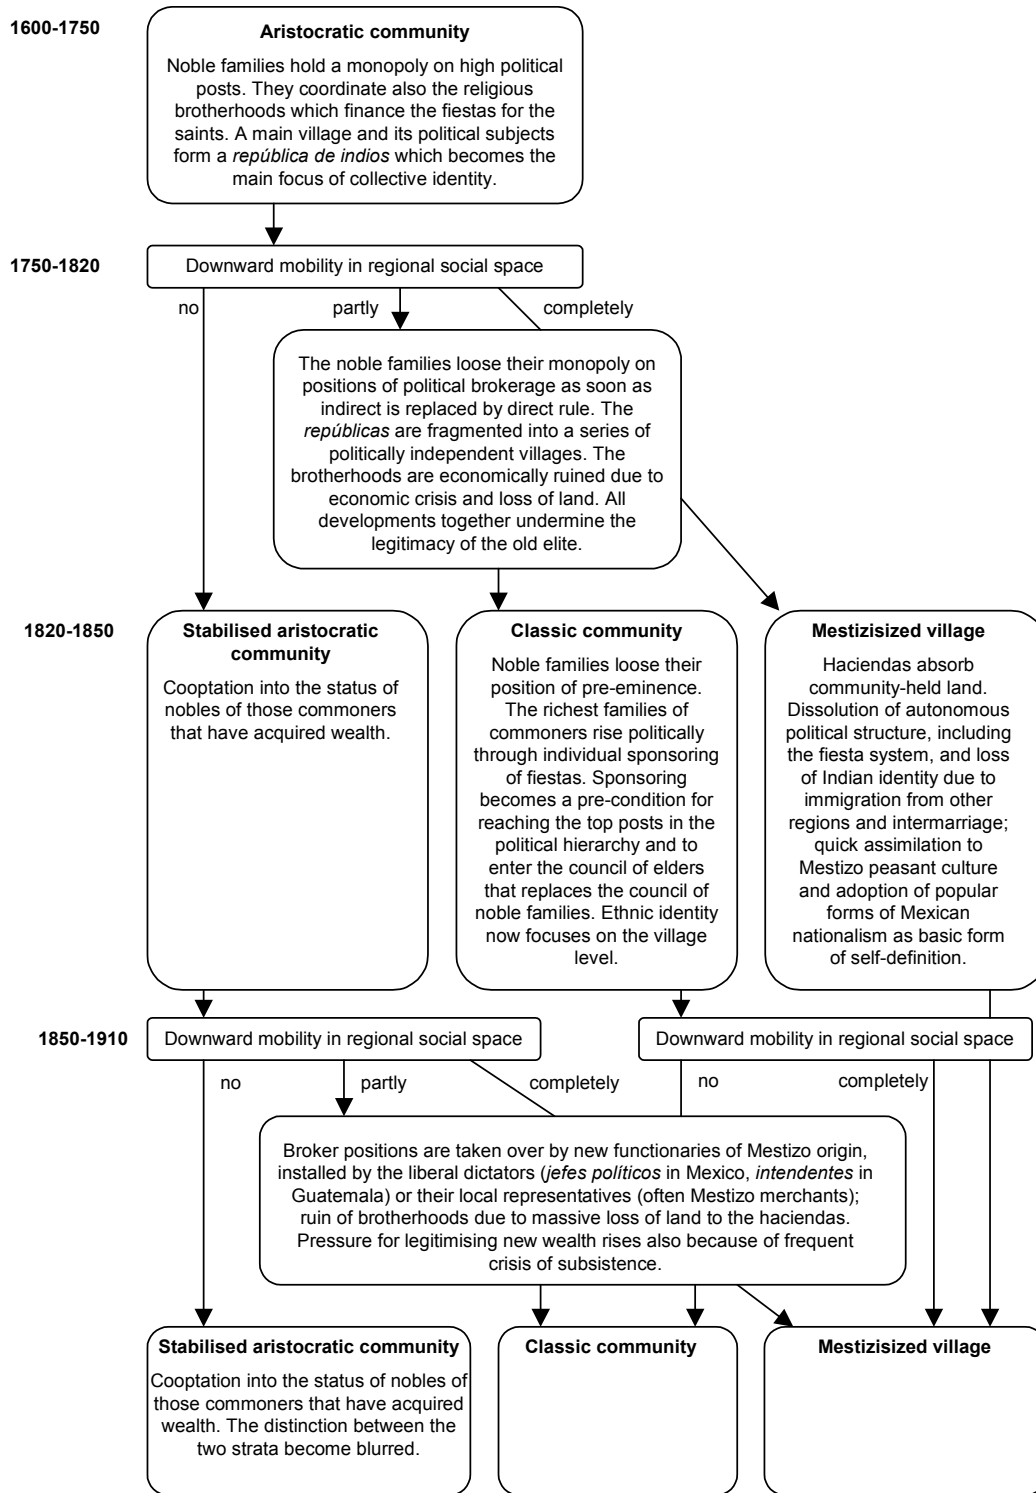 1600-1750
Aristocratic community
Noble families hold a monopoly on high political
posts. They coordinate also the religious
brotherhoods which finance the fiestas for the
saints. A main village and its political subjects
form a república de indios which becomes the
main focus of collective identity.
1750-1820
Downward mobility in regional social space
no
partly
completely
The noble families loose their monopoly on
positions of political brokerage as soon as
indirect is replaced by direct rule. The
repúblicas are fragmented into a series of
politically independent villages. The
brotherhoods are economically ruined due to
economic crisis and loss of land. All
developments together undermine the
legitimacy of the old elite.
1820-1850
Stabilised aristocratic
community
Cooptation into the status of
nobles of those commoners
that have acquired wealth.
Classic community
Noble families loose their
position of pre-eminence.
The richest families of
commoners rise politically
through individual sponsoring
of fiestas. Sponsoring
becomes a pre-condition for
reaching the top posts in the
political hierarchy and to
enter the council of elders
that replaces the council of
noble families. Ethnic identity
now focuses on the village
level.
Mestizisized village
Haciendas absorb
community-held land.
Dissolution of autonomous
political structure, including
the fiesta system, and loss
of Indian identity due to
immigration from other
regions and intermarriage;
quick assimilation to
Mestizo peasant culture
and adoption of popular
forms of Mexican
nationalism as basic form
of self-definition.
1850-1910
Downward mobility in regional social space
Downward mobility in regional social space
no
partly
completely
no
completely
Broker positions are taken over by new functionaries of Mestizo origin,
installed by the liberal dictators (jefes políticos in Mexico, intendentes in
Guatemala) or their local representatives (often Mestizo merchants);
ruin of brotherhoods due to massive loss of land to the haciendas.
Pressure for legitimising new wealth rises also because of frequent
crisis of subsistence.
Stabilised aristocratic community
Cooptation into the status of nobles of
those commoners that have acquired
wealth. The distinction between the
two strata become blurred.
Classic community
Mestizisized village